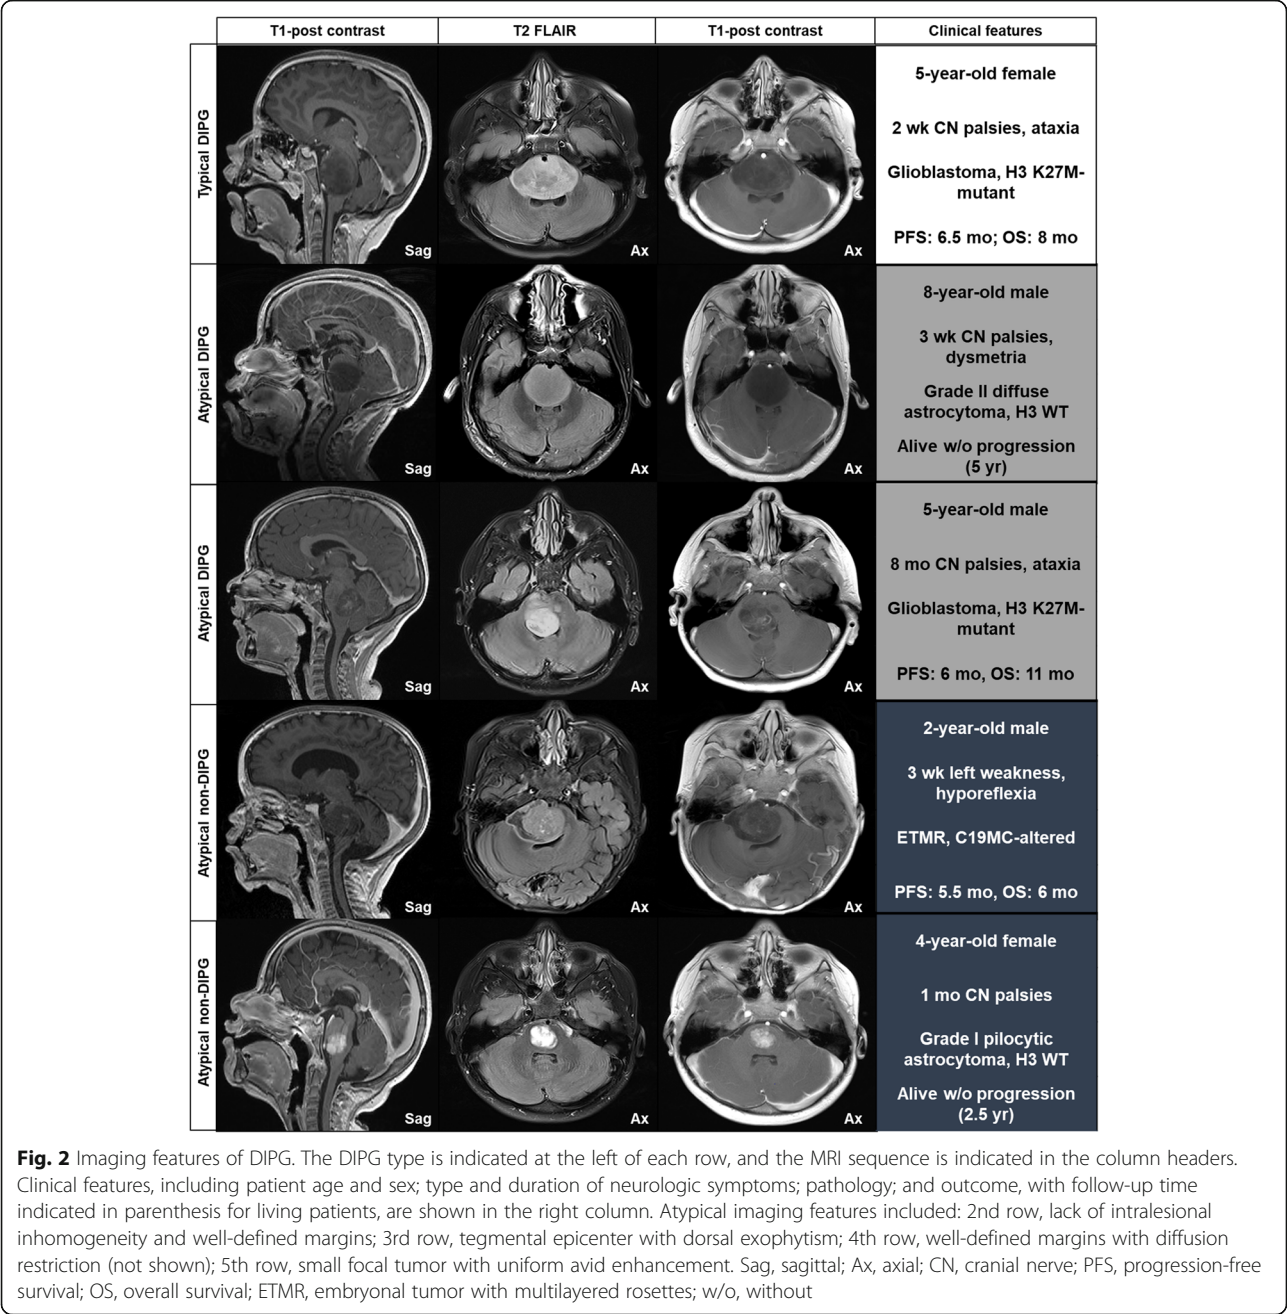 T1-post contrast
T2 FLAIR
T1-post contrast
Clinical features
Typical DIPG
Sag
Ax
Ax
5-year-old female
2 wk CN palsies, ataxia
Glioblastoma, H3 K27M-
mutant
PFS: 6.5 mo; OS: 8 mo
Atypical DIPG
Sag
Ax
Ax
8-year-old male
3 wk CN palsies,
dysmetria
Grade II diffuse
astrocytoma, H3 WT
Alive w/o progression
(5 yr)
Atypical DIPG
Sag
Ax
Ax
5-year-old male
8 mo CN palsies, ataxia
Glioblastoma, H3 K27M-
mutant
PFS: 6 mo, OS: 11 mo
Atypical non-DIPG
Sag
Ax
Ax
2-year-old male
3 wk left weakness,
hyporeflexia
ETMR, C19MC-altered
PFS: 5.5 mo, OS: 6 mo
Atypical non-DIPG
Sag
Ax
Ax
4-year-old female
1 mo CN palsies
Grade I pilocytic
astrocytoma, H3 WT
Alive w/o progression
(2.5 yr)
Fig. 2 Imaging features of DIPG. The DIPG type is indicated at the left of each row, and the MRI sequence is indicated in the column headers.
Clinical features, including patient age and sex; type and duration of neurologic symptoms; pathology; and outcome, with follow-up time
indicated in parenthesis for living patients, are shown in the right column. Atypical imaging features included: 2nd row, lack of intralesional
inhomogeneity and well-defined margins; 3rd row, tegmental epicenter with dorsal exophytism; 4th row, well-defined margins with diffusion
restriction (not shown); 5th row, small focal tumor with uniform avid enhancement. Sag, sagittal; Ax, axial; CN, cranial nerve; PFS, progression-free
survival; OS, overall survival; ETMR, embryonal tumor with multilayered rosettes; w/o, without